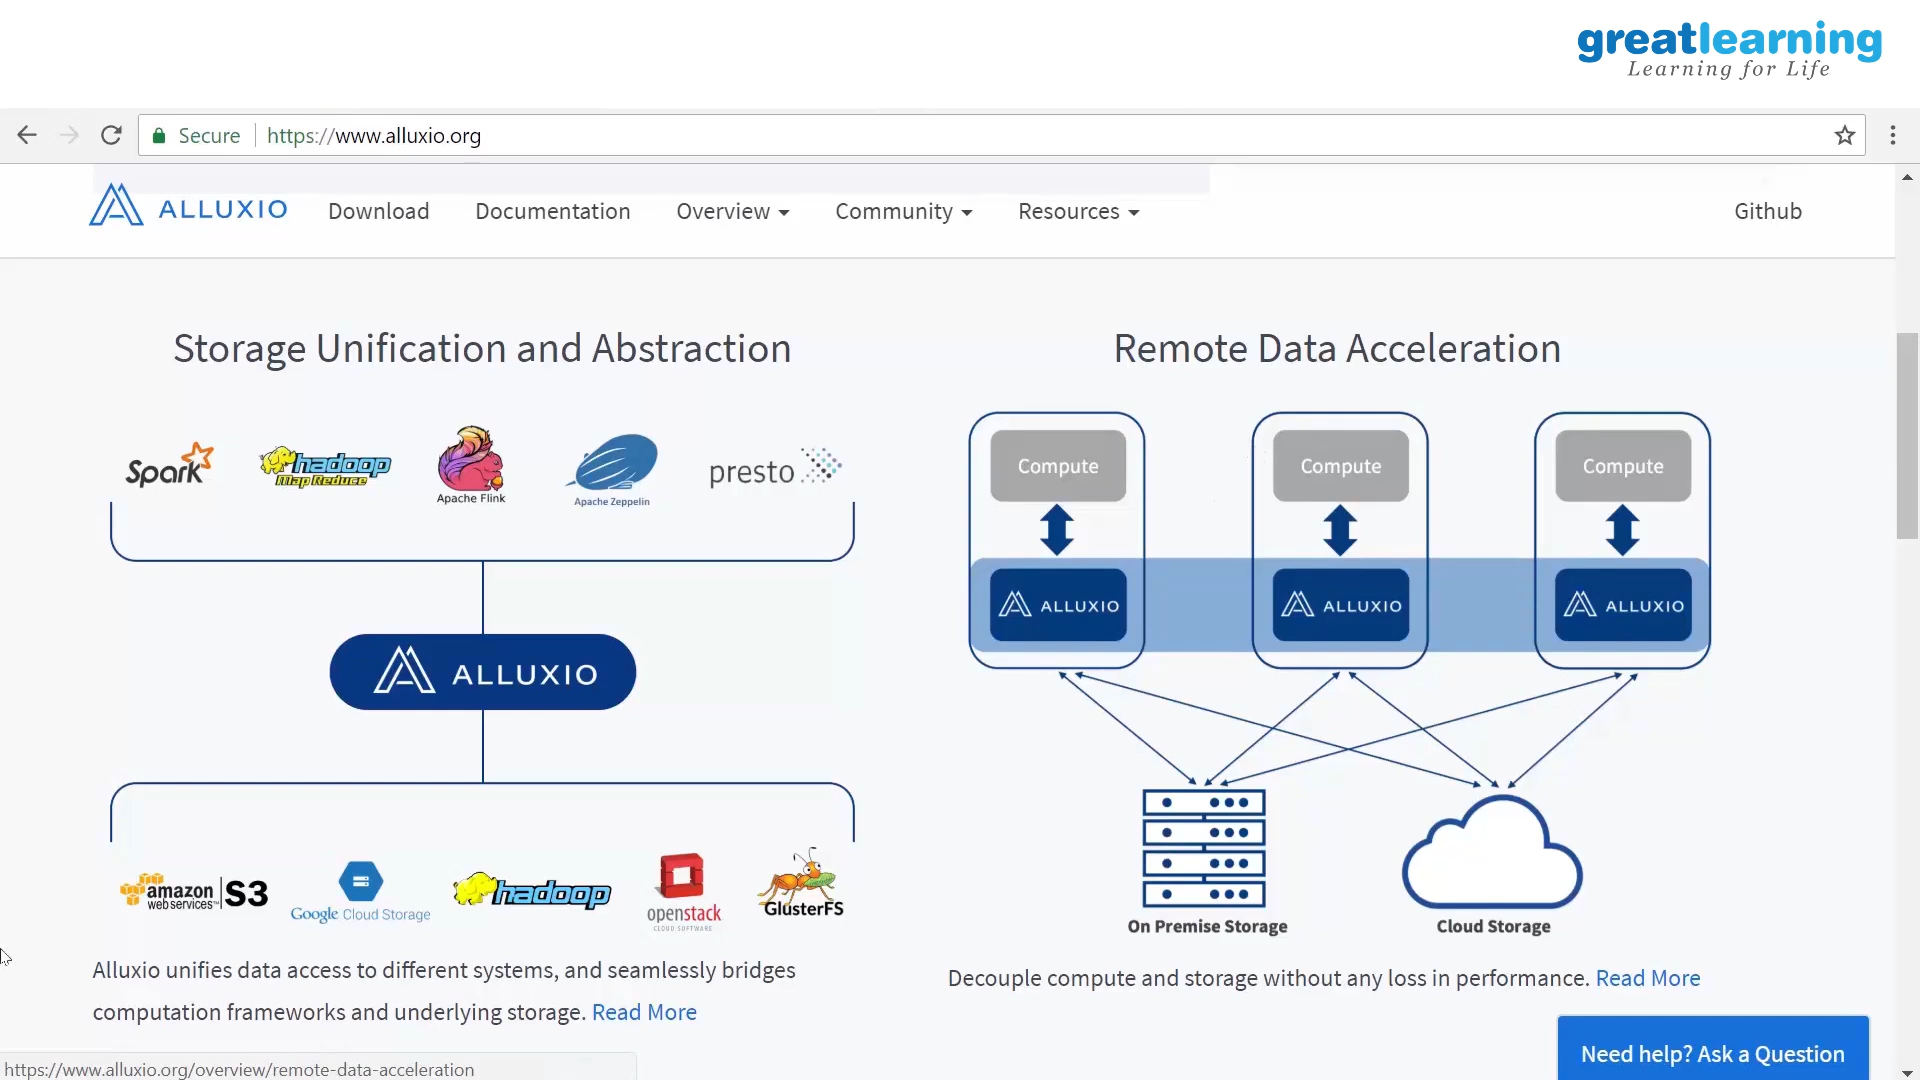 greatlearning
Learning for Life
Secure
https://www.alluxio.org
ALLUXIO
Download
Documentation
Overview
Community
Resources
Github
Storage Unification and Abstraction
Spark
hadoop
Map Reduce
Apache Flink
Apache Zeppelin
presto
ALLUXIO
amazon
web services™
S3
Google Cloud Storage
hadoop
openstack
CLOUD SOFTWARE
GlusterFS
Alluxio unifies data access to different systems, and seamlessly bridges
computation frameworks and underlying storage. Read More
Remote Data Acceleration
Compute
Compute
Compute
ALLUXIO
ALLUXIO
ALLUXIO
On Premise Storage
Cloud Storage
Decouple compute and storage without any loss in performance. Read More
Need help? Ask a Question
https://www.alluxio.org/overview/remote-data-acceleration